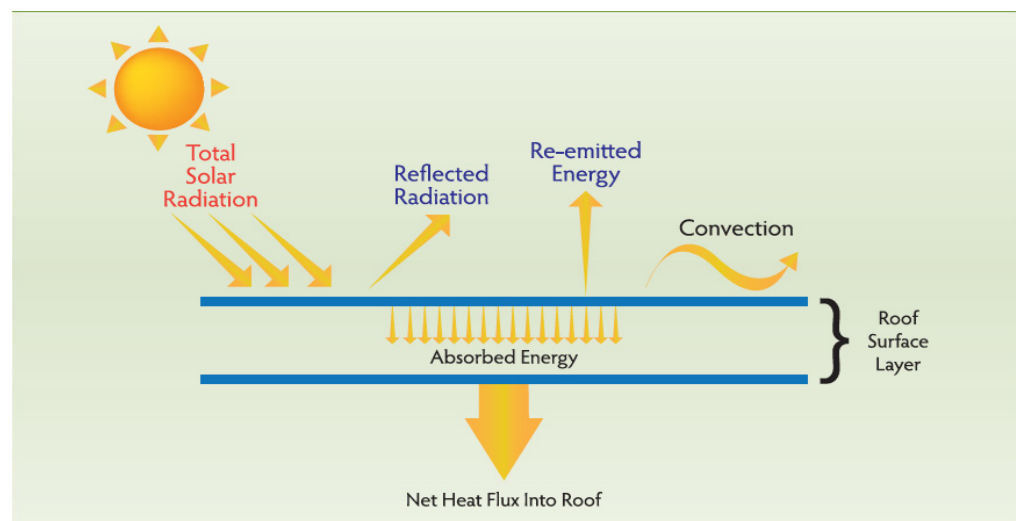 Total
Solar
Radiation
Reflected
Radiation
Re-emitted
Energy
Convection
Absorbed Energy
Roof
Surface
Layer
Net Heat Flux Into Roof